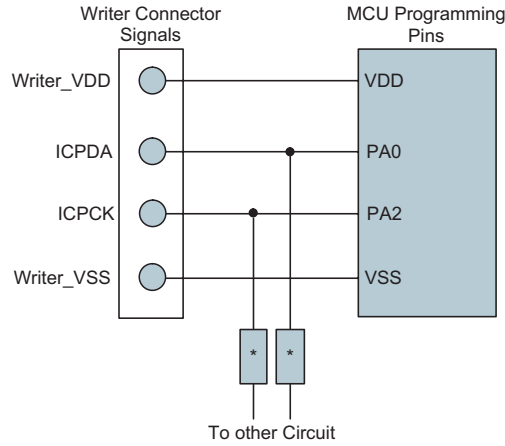 Writer Connector
Signals
MCU Programming
Pins
Writer_VDD
VDD
ICPDA
PA0
ICPCK
PA2
Writer_VSS
VSS
* *
To other Circuit